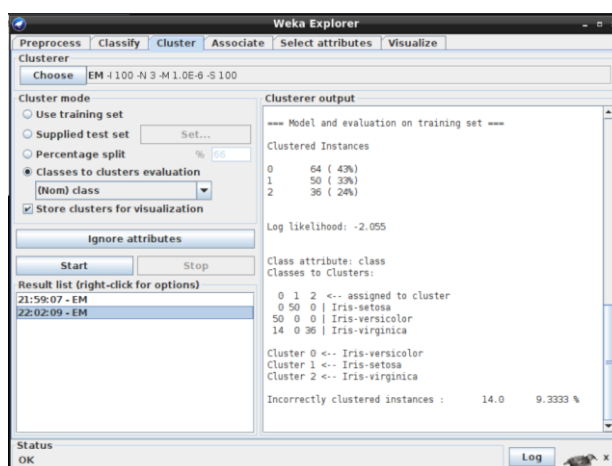 Weka Explorer
Preprocess Classify Cluster Associate Select attributes Visualize
Clusterer
Choose EM -I 100 -N 3 -M 1.0E-6 -S 100
Cluster mode
Use training set
Supplied test set Set...
Percentage split % 66
Classes to clusters evaluation
(Nom) class
Store clusters for visualization
Ignore attributes
Start Stop
Result list (right-click for options)
21:59:07 - EM
22:02:09 - EM
Clusterer output
=== Model and evaluation on training set ===
Clustered Instances
0 64 ( 43%)
1 50 ( 33%)
2 36 ( 24%)
Log likelihood: -2.055
Class attribute: class
Classes to Clusters:
0 1 2 <-- assigned to cluster
0 50 0 | Iris-setosa
50 0 0 | Iris-versicolor
14 0 36 | Iris-virginica
Cluster 0 <-- Iris-versicolor
Cluster 1 <-- Iris-setosa
Cluster 2 <-- Iris-virginica
Incorrectly clustered instances : 14.0 9.3333 %
Status
OK
Log
x